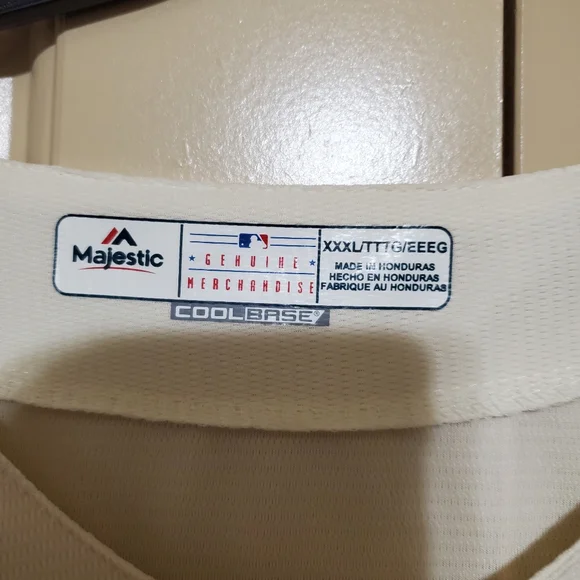 Majestic
GENUINE
MERCHANDISE
XXXL/TTTG/EEEG
MADE IN HONDURAS
HECHO EN HONDURAS
FABRIQUE AU HONDURAS
COOLBASE®